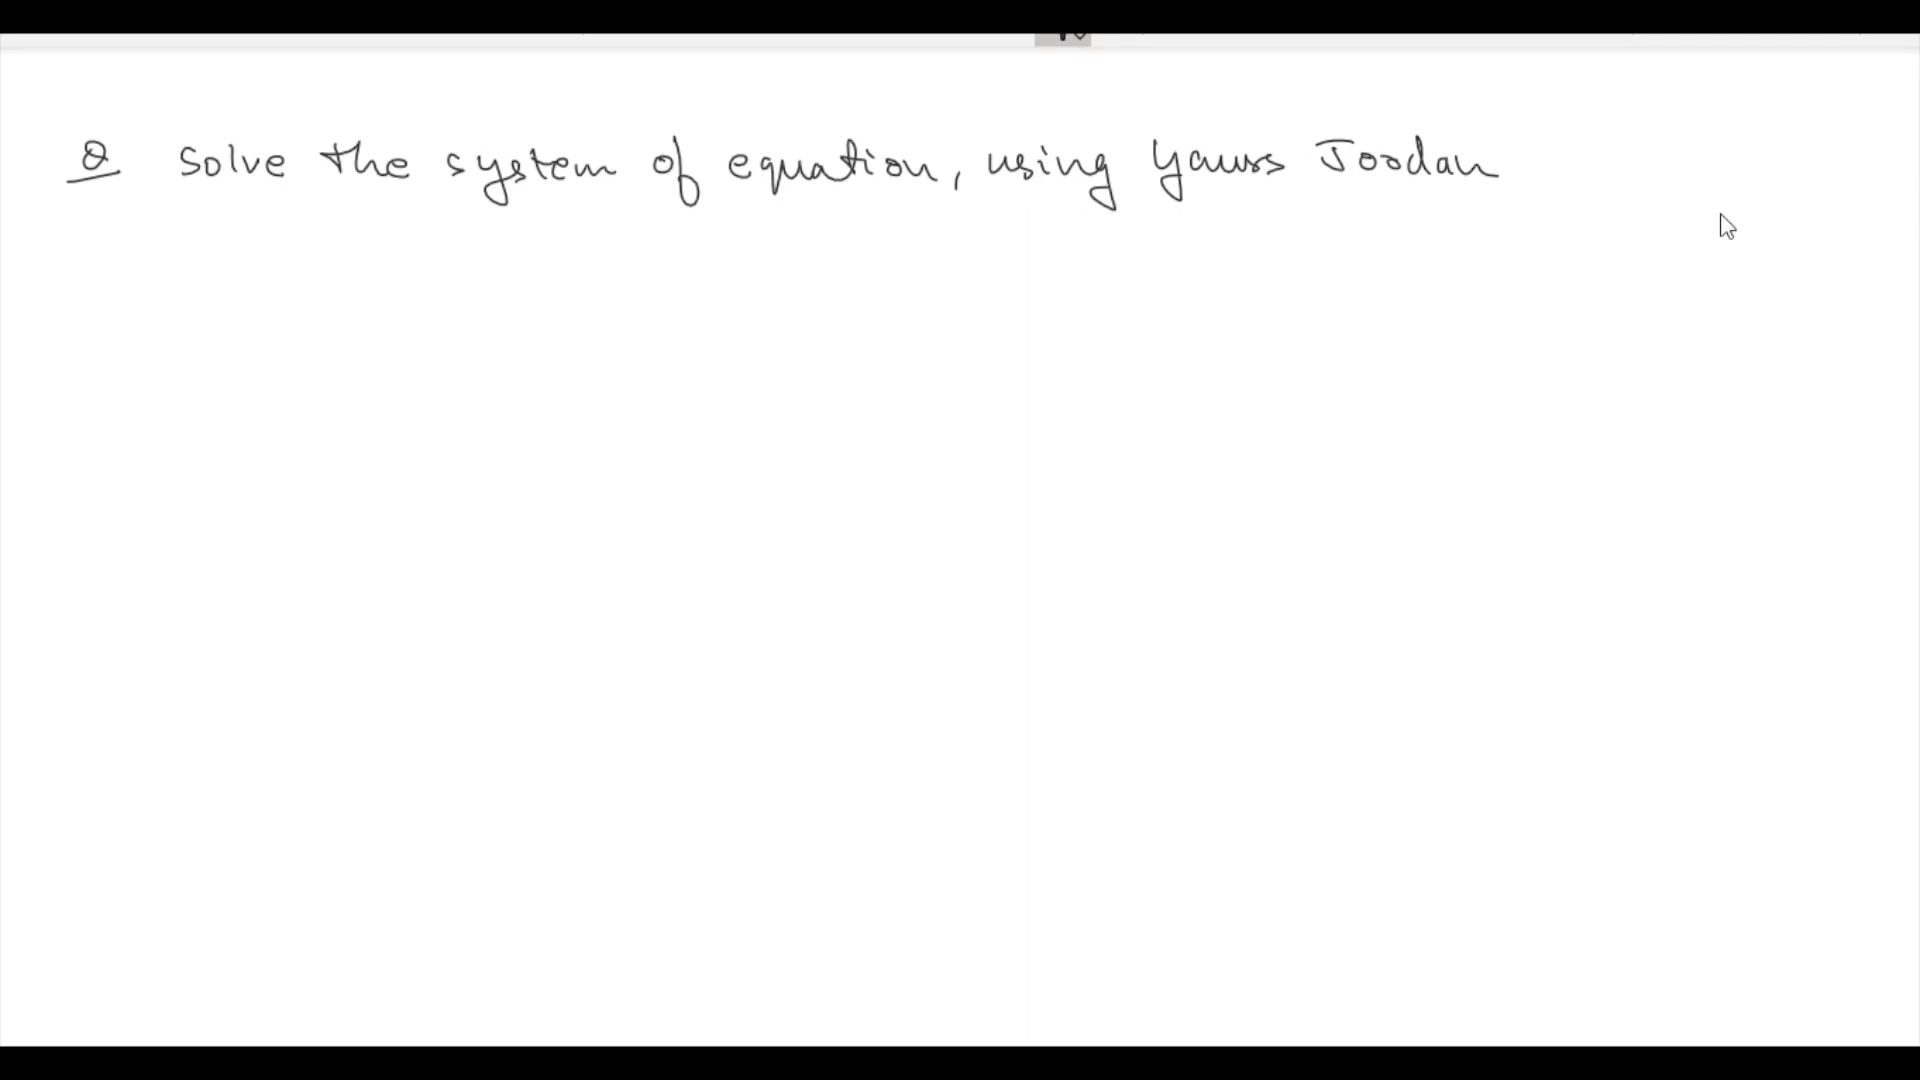 Q Solve the system of equation, using Gauss Jordan